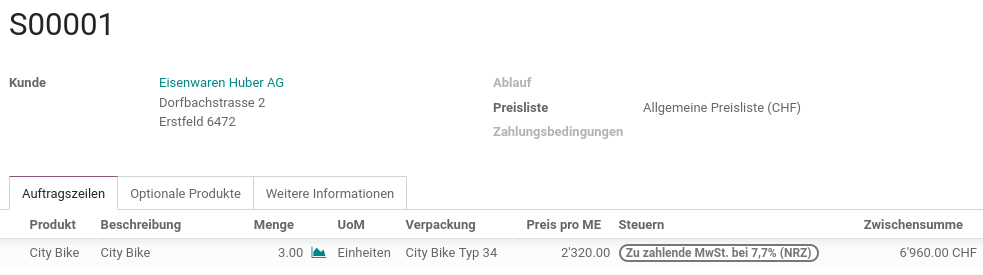 S00001
Kunde Eisenwaren Huber AG
Dorfbachstrasse 2
Erstfeld 6472
Ablauf
Preisliste Allgemeine Preisliste (CHF)
Zahlungsbedingungen
Auftragszeilen Optionale Produkte Weitere Informationen
Produkt Beschreibung Menge UoM Verpackung Preis pro ME Steuern Zwischensumme
City Bike City Bike 3.00 Einheiten City Bike Typ 34 2'320.00 Zu zahlende MwSt. bei 7,7% (NRZ) 6'960.00 CHF